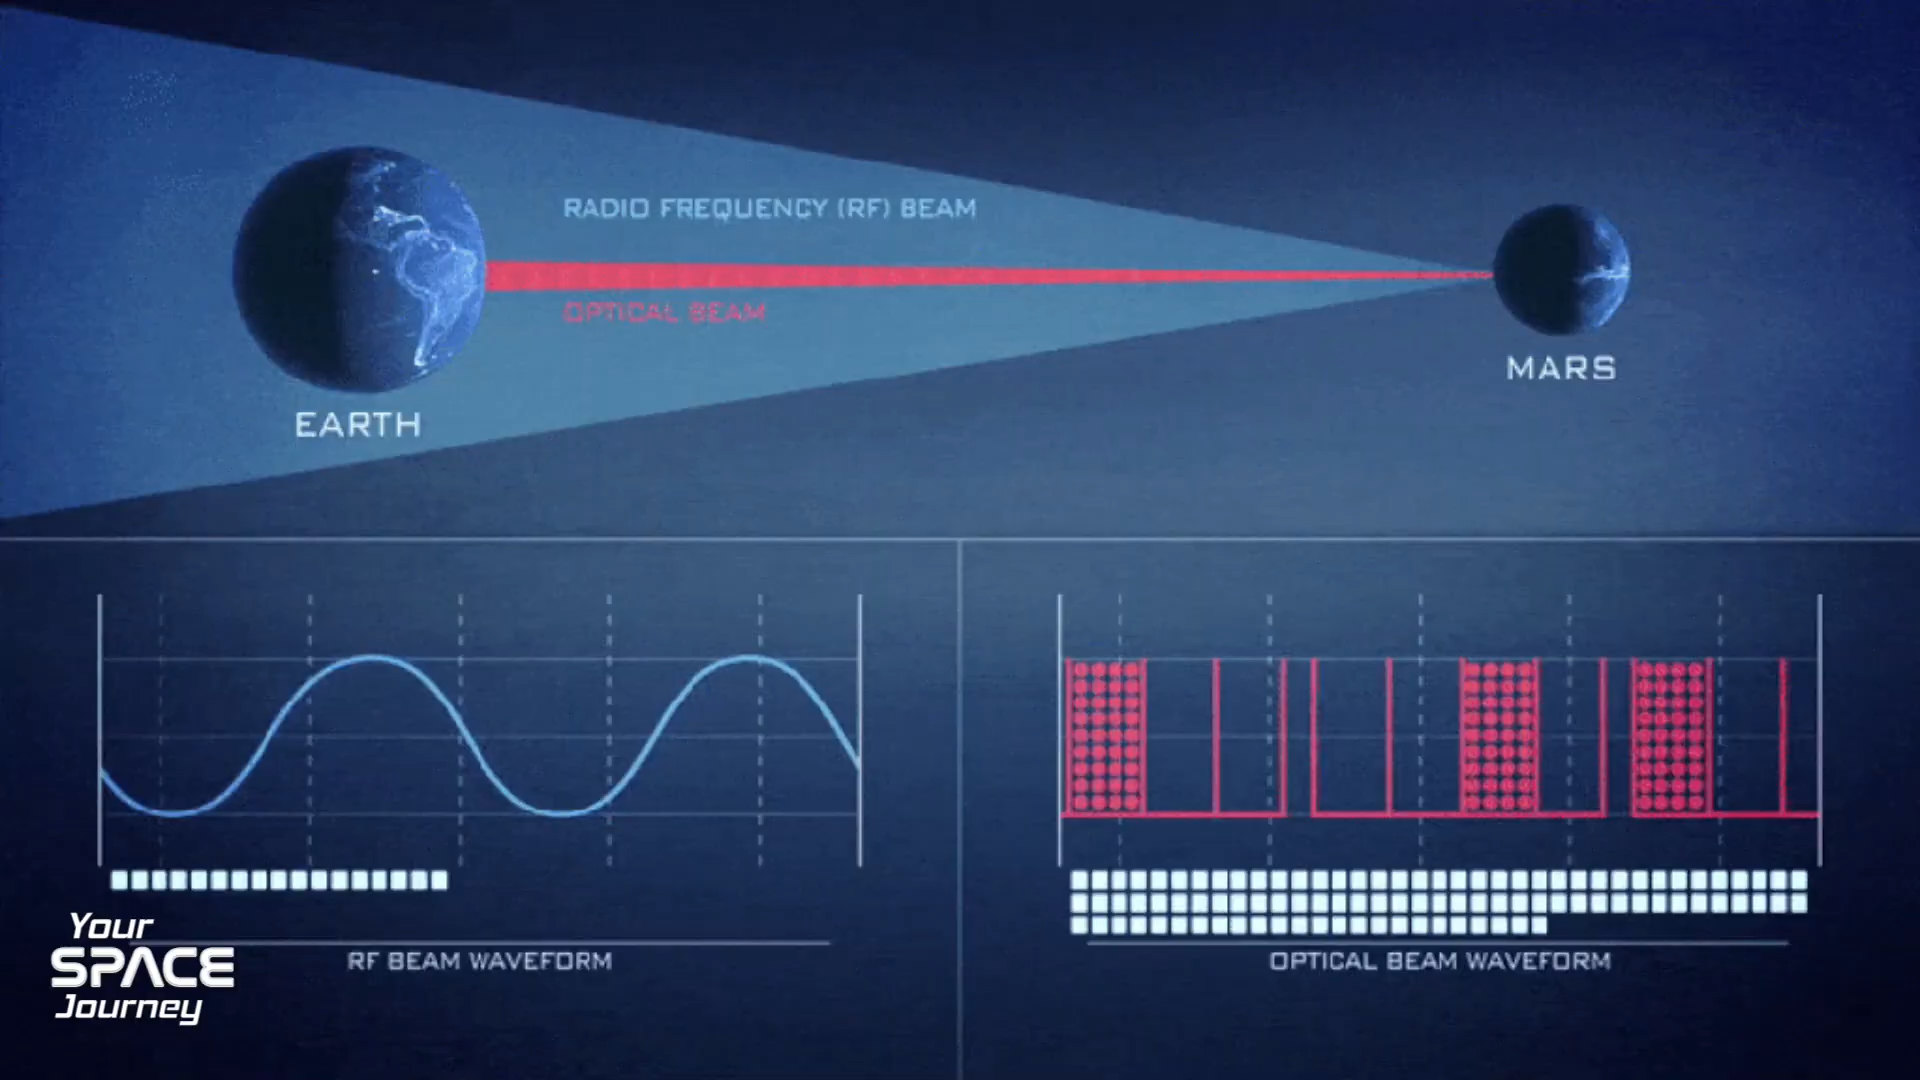 RADIO FREQUENCY (RF) BEAM
OPTICAL BEAM
EARTH
MARS
RF BEAM WAVEFORM
OPTICAL BEAM WAVEFORM
Your
SPACE
Journey